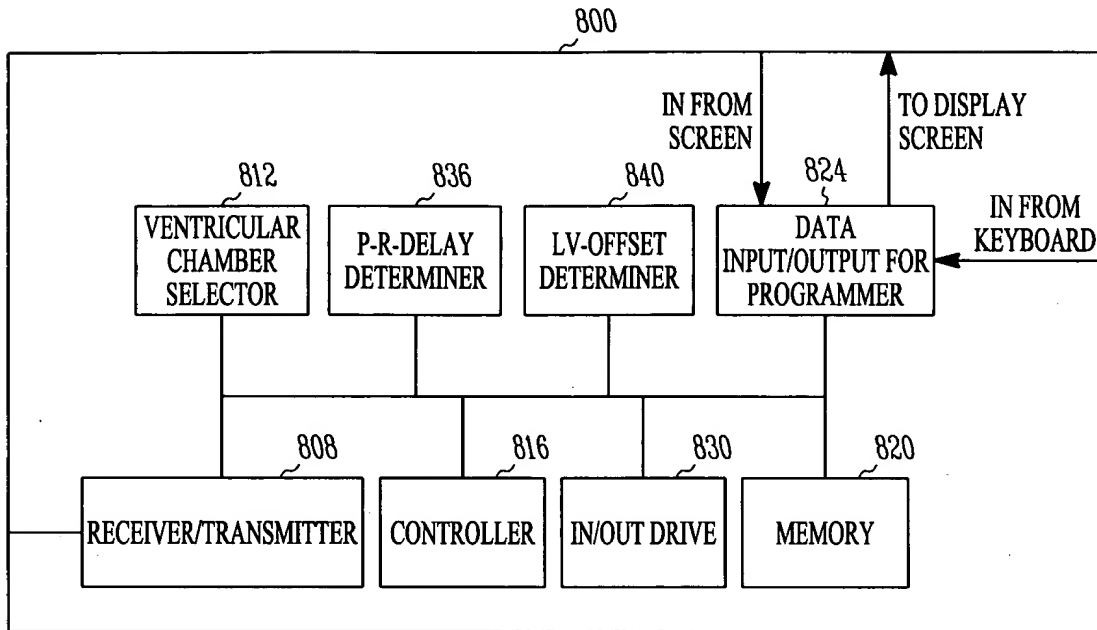 800
IN FROM
SCREEN
TO DISPLAY
SCREEN
812
836
840
824
VENTRICULAR
CHAMBER
SELECTOR
P-R-DELAY
DETERMINER
LV-OFFSET
DETERMINER
DATA
INPUT/OUTPUT FOR
PROGRAMMER
IN FROM
KEYBOARD
808
816
830
820
RECEIVER/TRANSMITTER
CONTROLLER
IN/OUT DRIVE
MEMORY